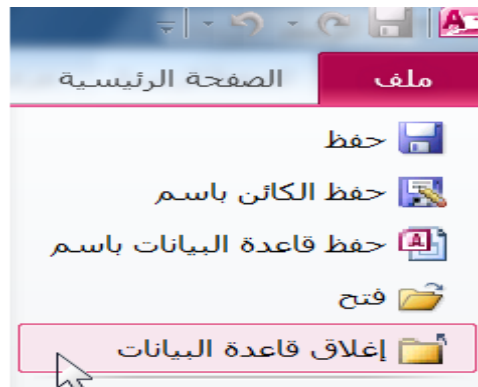 ملف الصفحة الرئيسية
حفظ
حفظ الكائن باسم
حفظ قاعدة البيانات باسم
فتح
إغلاق قاعدة البيانات